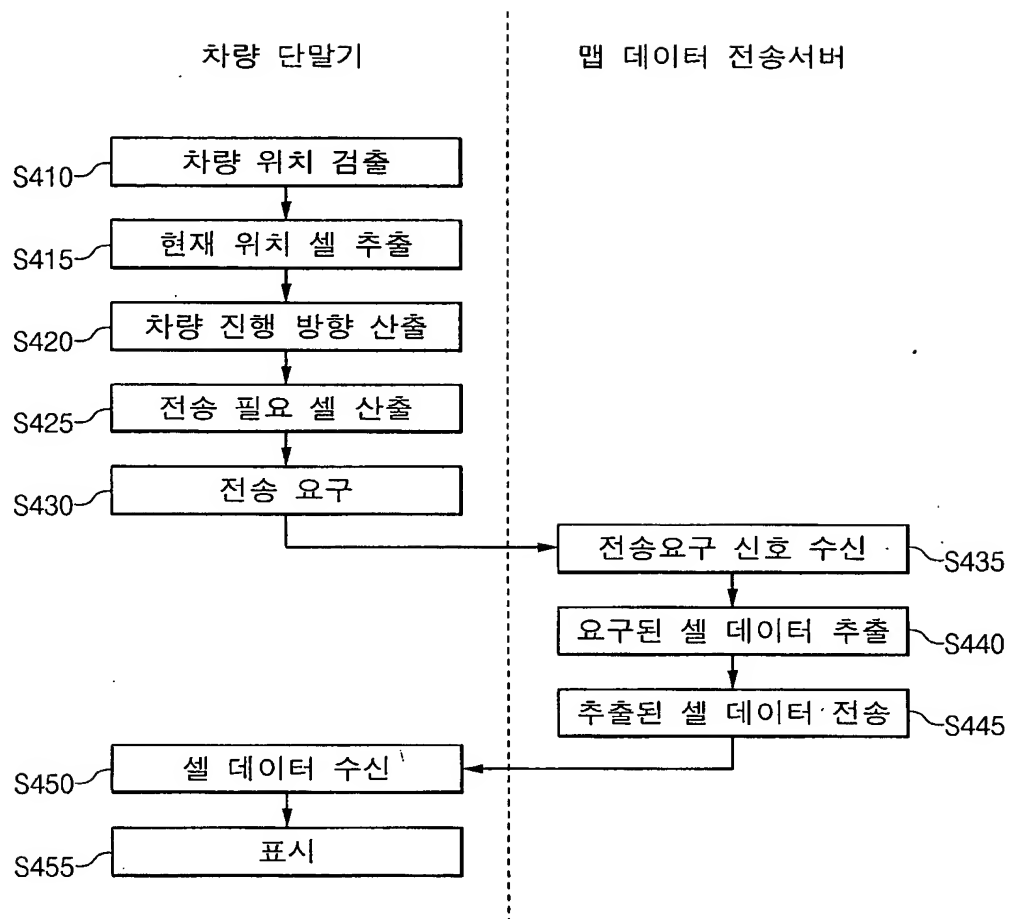 차량 단말기
맵 데이터 전송서버
차량 위치 검출
S410
현재 위치 셀 추출
S415
차량 진행 방향 산출
S420
전송 필요 셀 산출
S425
전송 요구
S430
전송요구 신호 수신
S435
요구된 셀 데이터 추출
S440
추출된 셀 데이터 전송
S445
셀 데이터 수신
S450
표시
S455